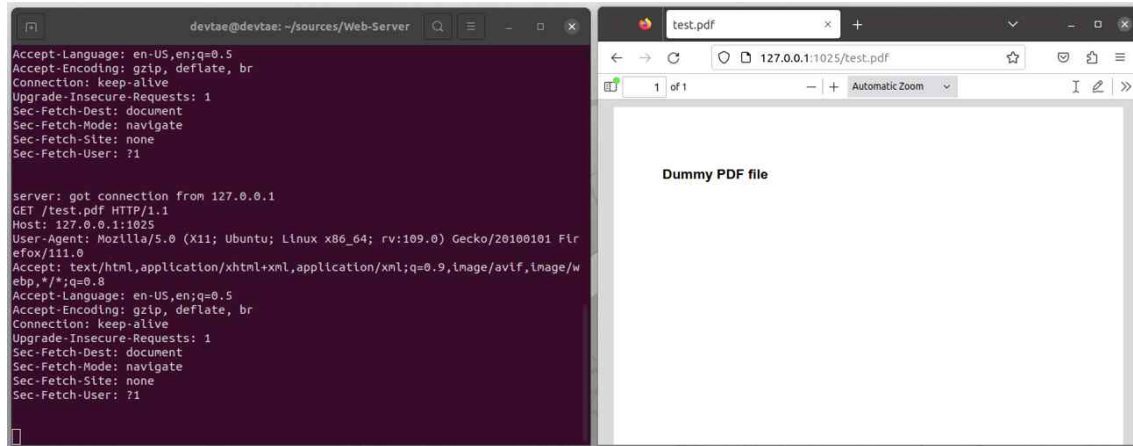 devtae@devtae: ~/sources/Web-Server
Accept-Language: en-US,en;q=0.5
Accept-Encoding: gzip, deflate, br
Connection: keep-alive
Upgrade-Insecure-Requests: 1
Sec-Fetch-Dest: document
Sec-Fetch-Mode: navigate
Sec-Fetch-Site: none
Sec-Fetch-User: ?1
server: got connection from 127.0.0.1
GET /test.pdf HTTP/1.1
Host: 127.0.0.1:1025
User-Agent: Mozilla/5.0 (X11; Ubuntu; Linux x86_64; rv:109.0) Gecko/20100101 Fir
efox/111.0
Accept: text/html,application/xhtml+xml,application/xml;q=0.9,image/avif,image/w
ebp,*/*;q=0.8
Accept-Language: en-US,en;q=0.5
Accept-Encoding: gzip, deflate, br
Connection: keep-alive
Upgrade-Insecure-Requests: 1
Sec-Fetch-Dest: document
Sec-Fetch-Mode: navigate
Sec-Fetch-Site: none
Sec-Fetch-User: ?1
test.pdf
127.0.0.1:1025/test.pdf
1 of 1
Automatic Zoom
Dummy PDF file